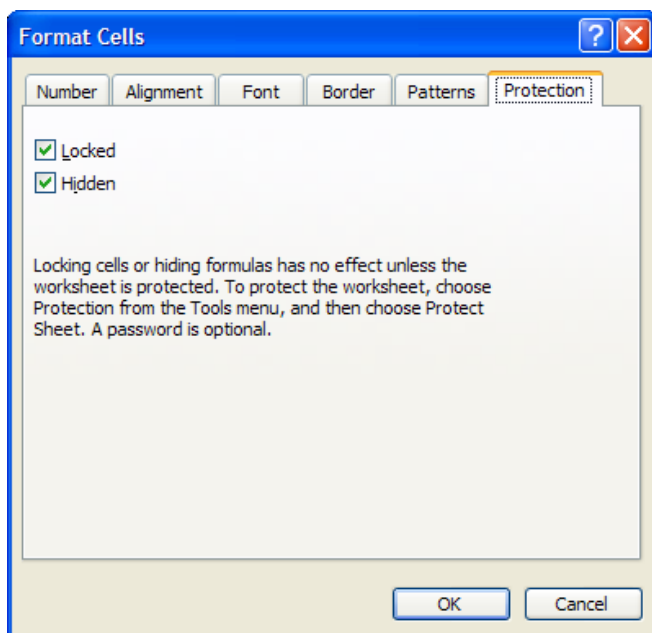 Format Cells
?
Number Alignment Font Border Patterns Protection
Locked
Hidden
Locking cells or hiding formulas has no effect unless the
worksheet is protected. To protect the worksheet, choose
Protection from the Tools menu, and then choose Protect
Sheet. A password is optional.
OK Cancel